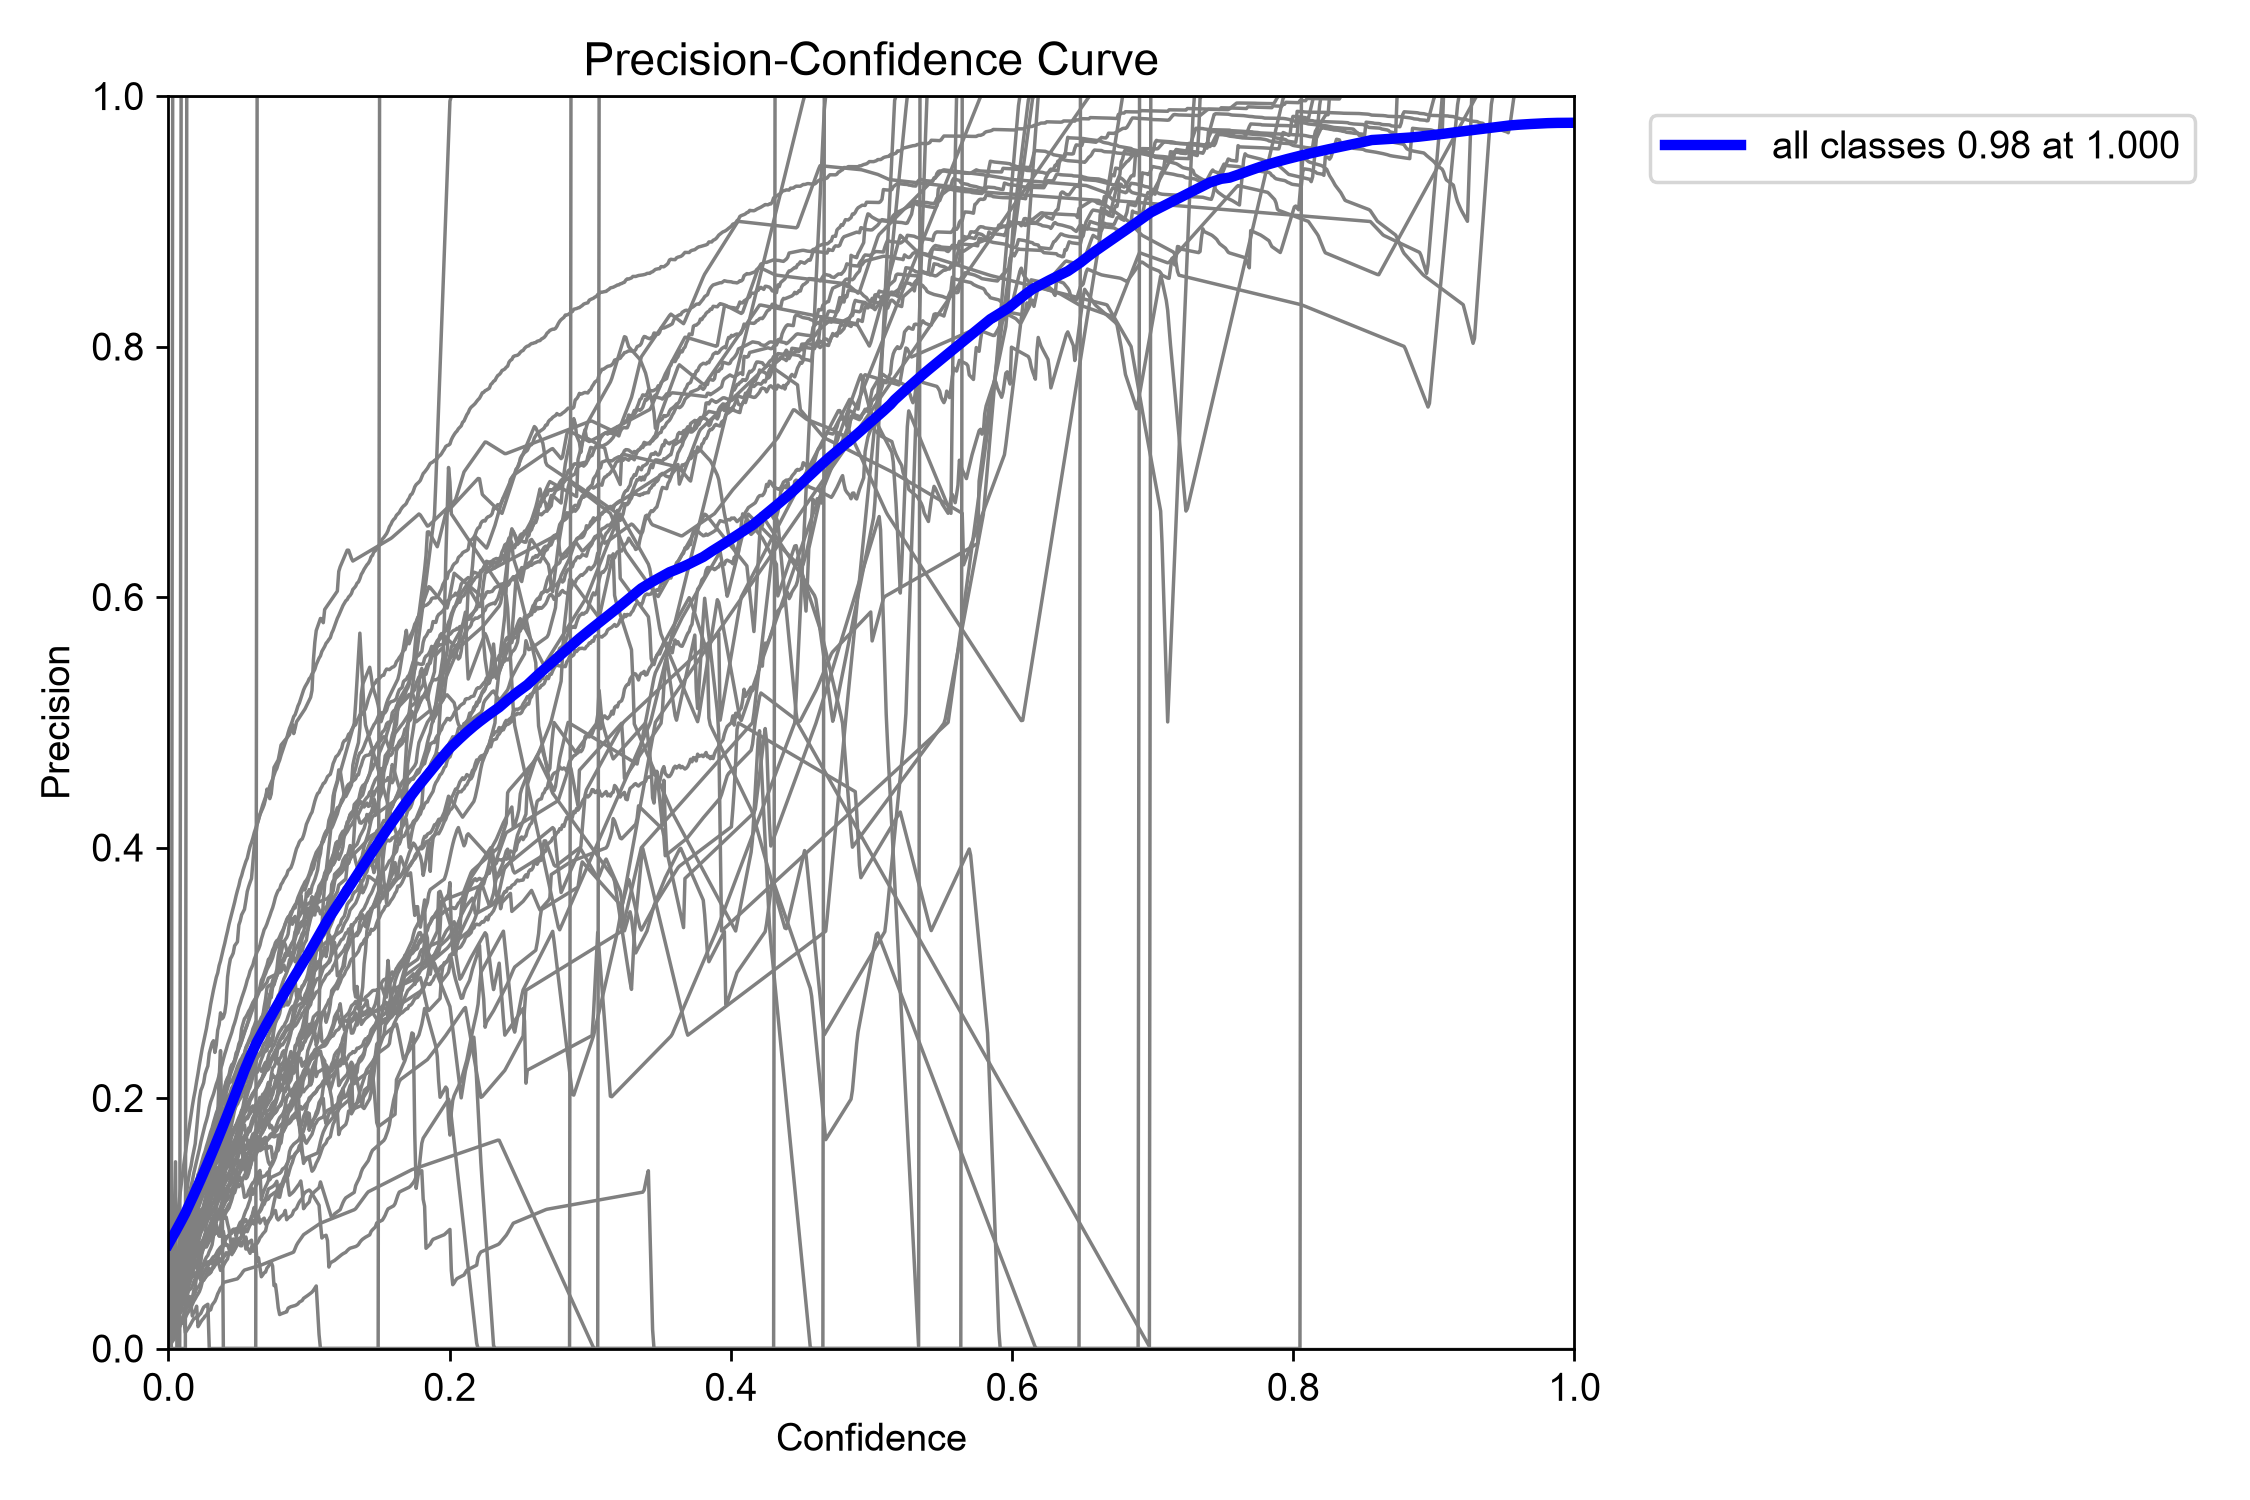 Precision-Confidence Curve
all classes 0.98 at 1.000
Precision
1.0
0.8
0.6
0.4
0.2
0.0
0.0 0.2 0.4 0.6 0.8 1.0
Confidence